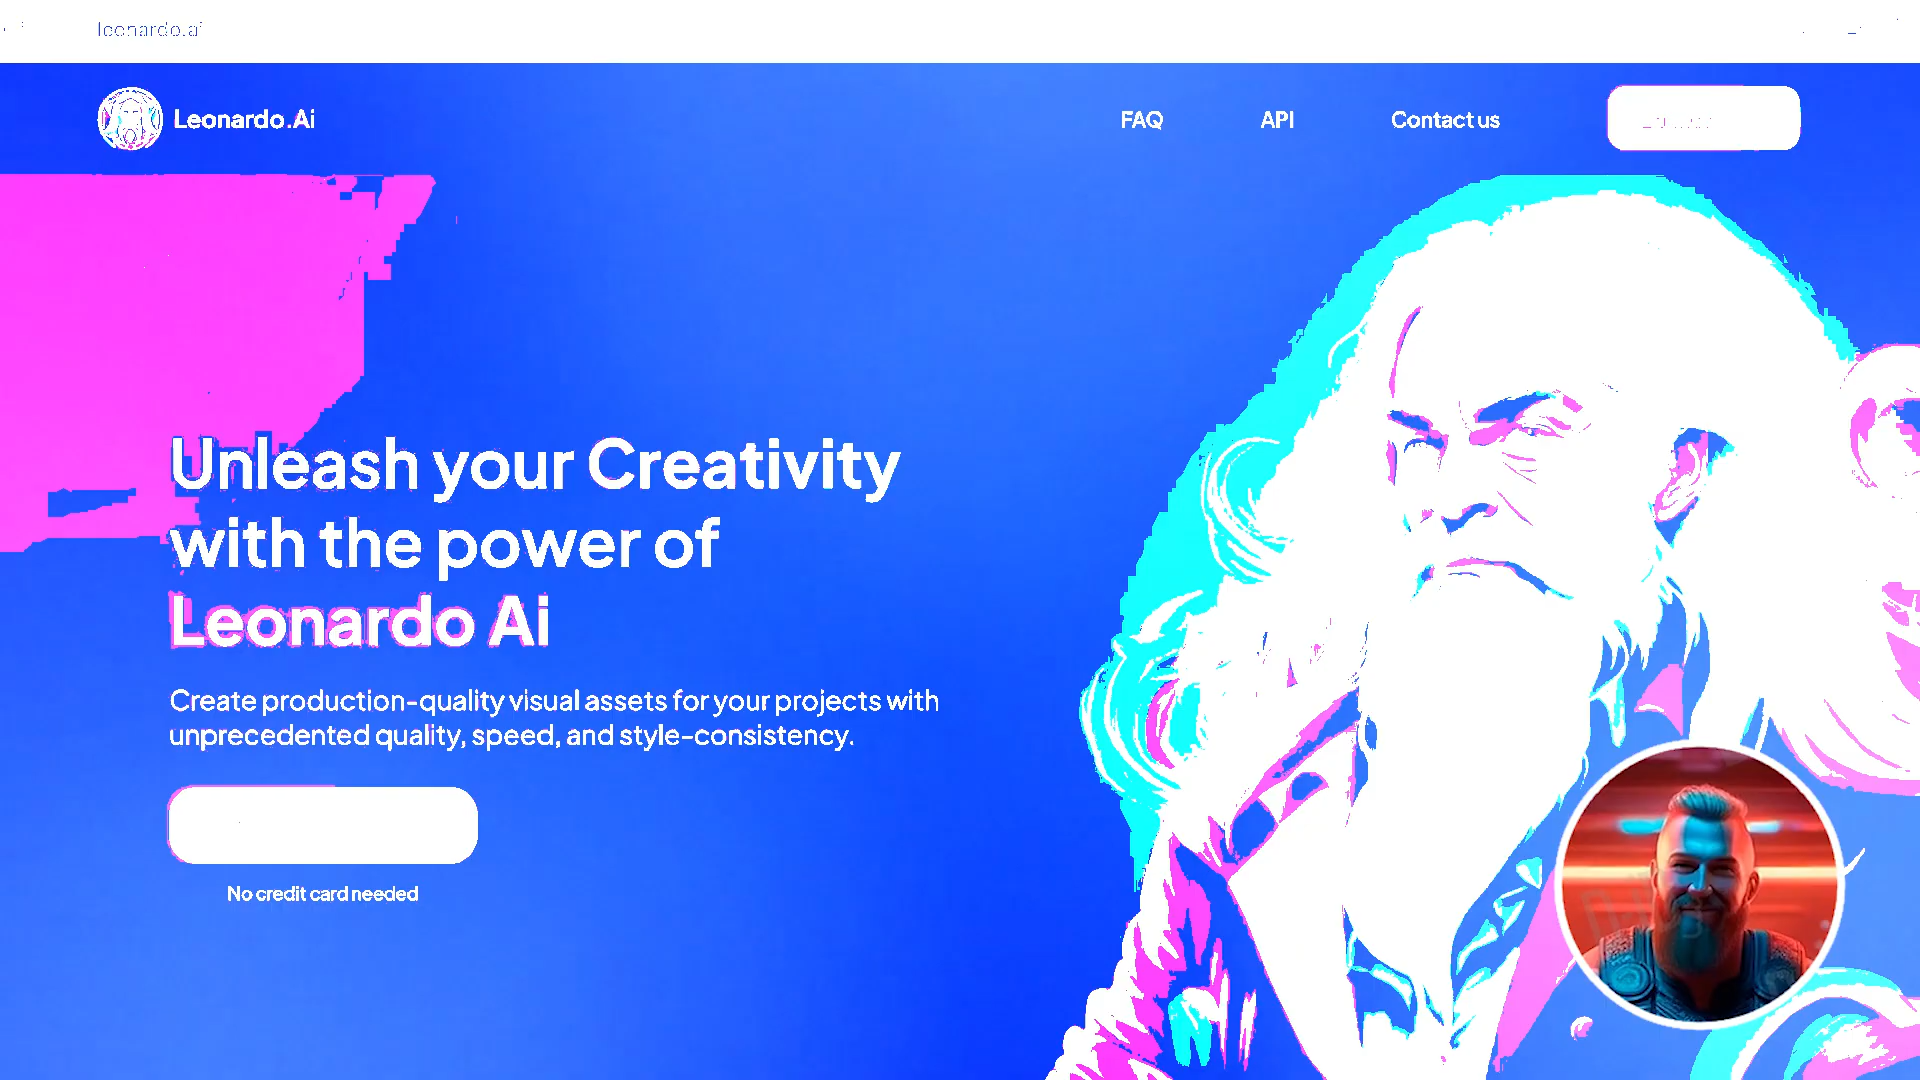 leonardo.ai
Leonardo.Ai
FAQ
API
Contact us
Unleash your Creativity
with the power of
Leonardo Ai
Create production-quality visual assets for your projects with
unprecedented quality, speed, and style-consistency.
No credit card needed